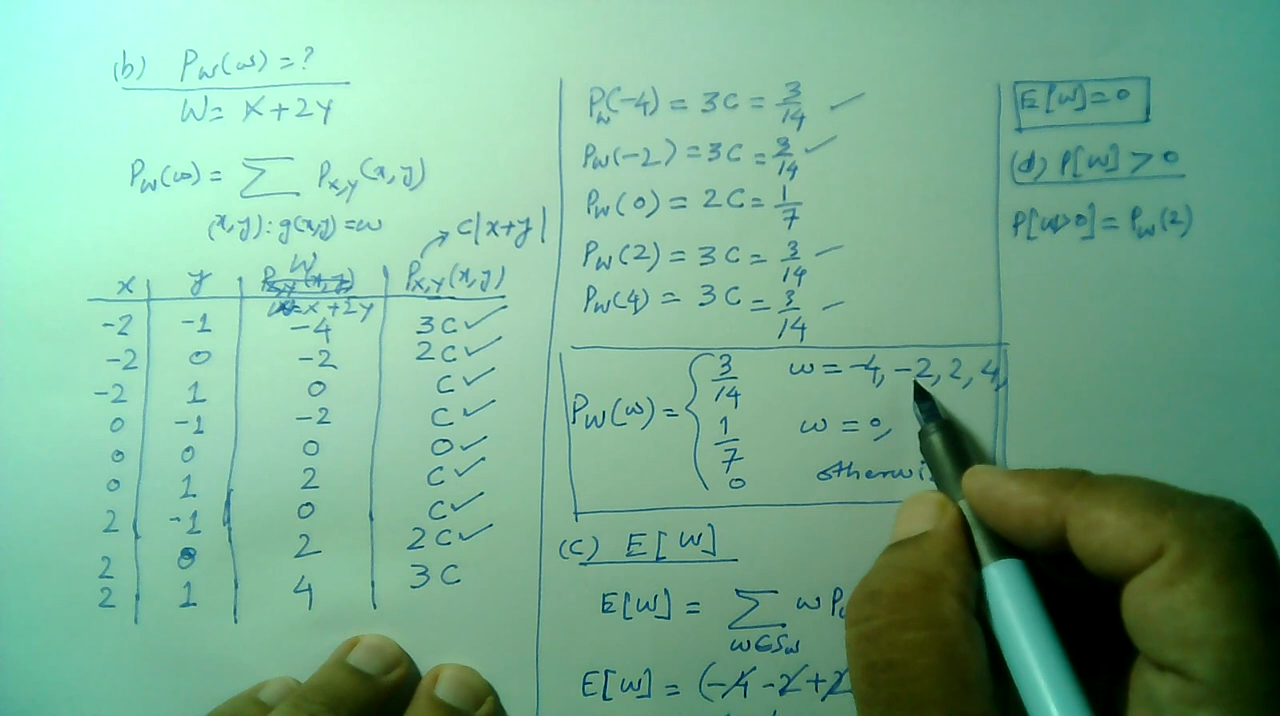 (b) P_W(w) = ?
W = X + 2Y
P_W(w) = ∑ P_X,Y(x,y)
(x,y): g(x,y) = w
→ C|x+y|
x | y | W | P_X,Y(x,y)
w = x + 2y
-2 | -1 | -4 | 3C ✓
-2 | 0 | -2 | 2C ✓
-2 | 1 | 0 | C ✓
0 | -1 | -2 | C ✓
0 | 0 | 0 | 0 ✓
0 | 1 | 2 | C ✓
2 | -1 | 0 | C ✓
2 | 0 | 2 | 2C ✓
2 | 1 | 4 | 3C
P_W(-4) = 3C = 3/14 ✓
P_W(-2) = 3C = 3/14 ✓
P_W(0) = 2C = 1/7
P_W(2) = 3C = 3/14 ✓
P_W(4) = 3C = 3/14 ✓
P_W(w) = {
3/14 w = -4, -2, 2, 4,
1/7 w = 0,
0
(c) E[W]
E[W] = ∑ w
w∈S_W
E[W] = (-4 -2 +2
E[W] = 0
(d) P[W] > 0
P[W>0] = P_W(2)